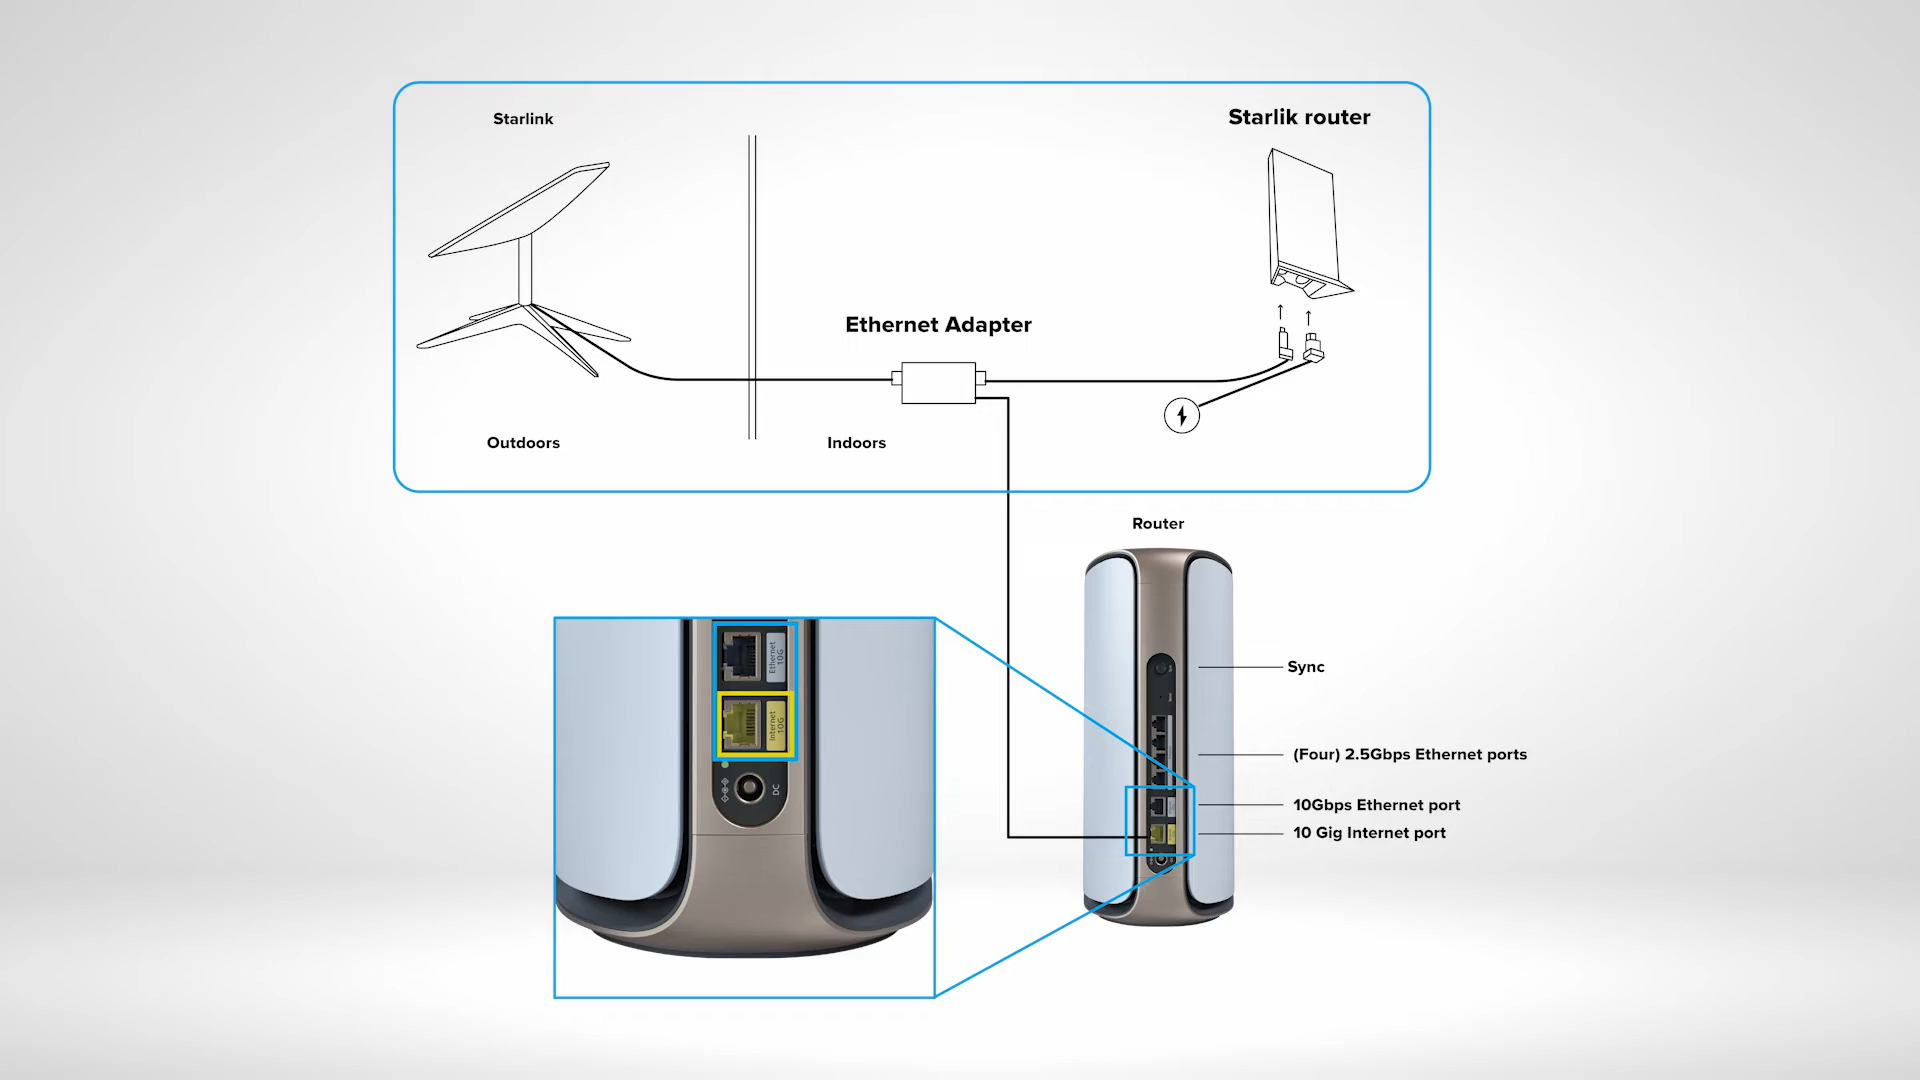 Starlink
Starlik router
Ethernet Adapter
Outdoors
Indoors
Router
Sync
(Four) 2.5Gbps Ethernet ports
10Gbps Ethernet port
10 Gig Internet port
Ethernet
10G
Internet
10G
DC